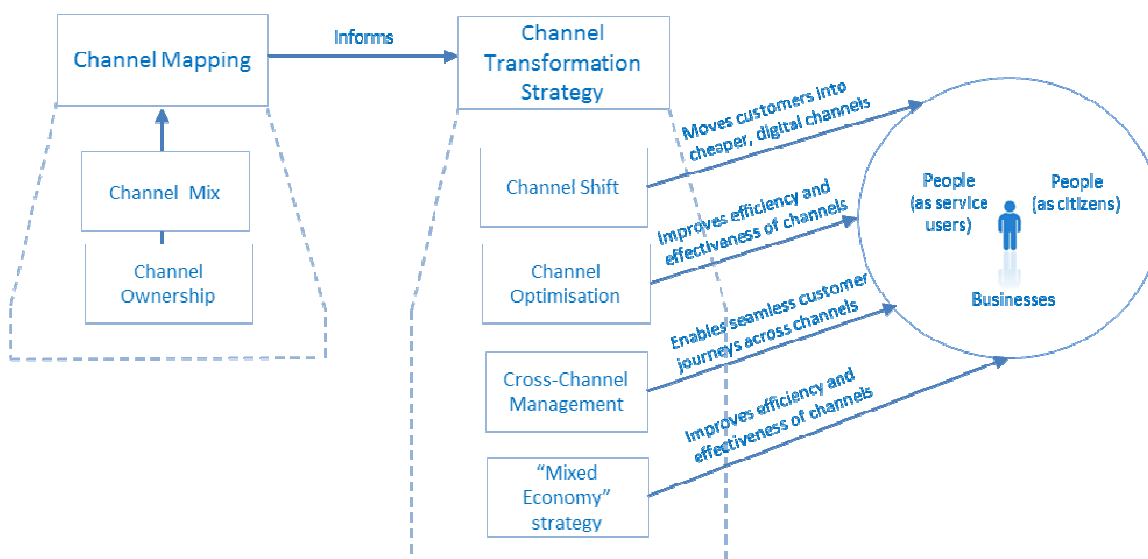 Channel Mapping
Informs
Channel
Transformation
Strategy
Channel Mix
Channel
Ownership
Channel Shift
Channel
Optimisation
Cross-Channel
Management
“Mixed
Economy”
strategy
Moves customers into
cheaper, digital channels
Improves efficiency and
effectiveness of channels
Enables seamless customer
journeys across channels
Improves efficiency and
effectiveness of channels
People
(as service
users)
People
(as citizens)
Businesses